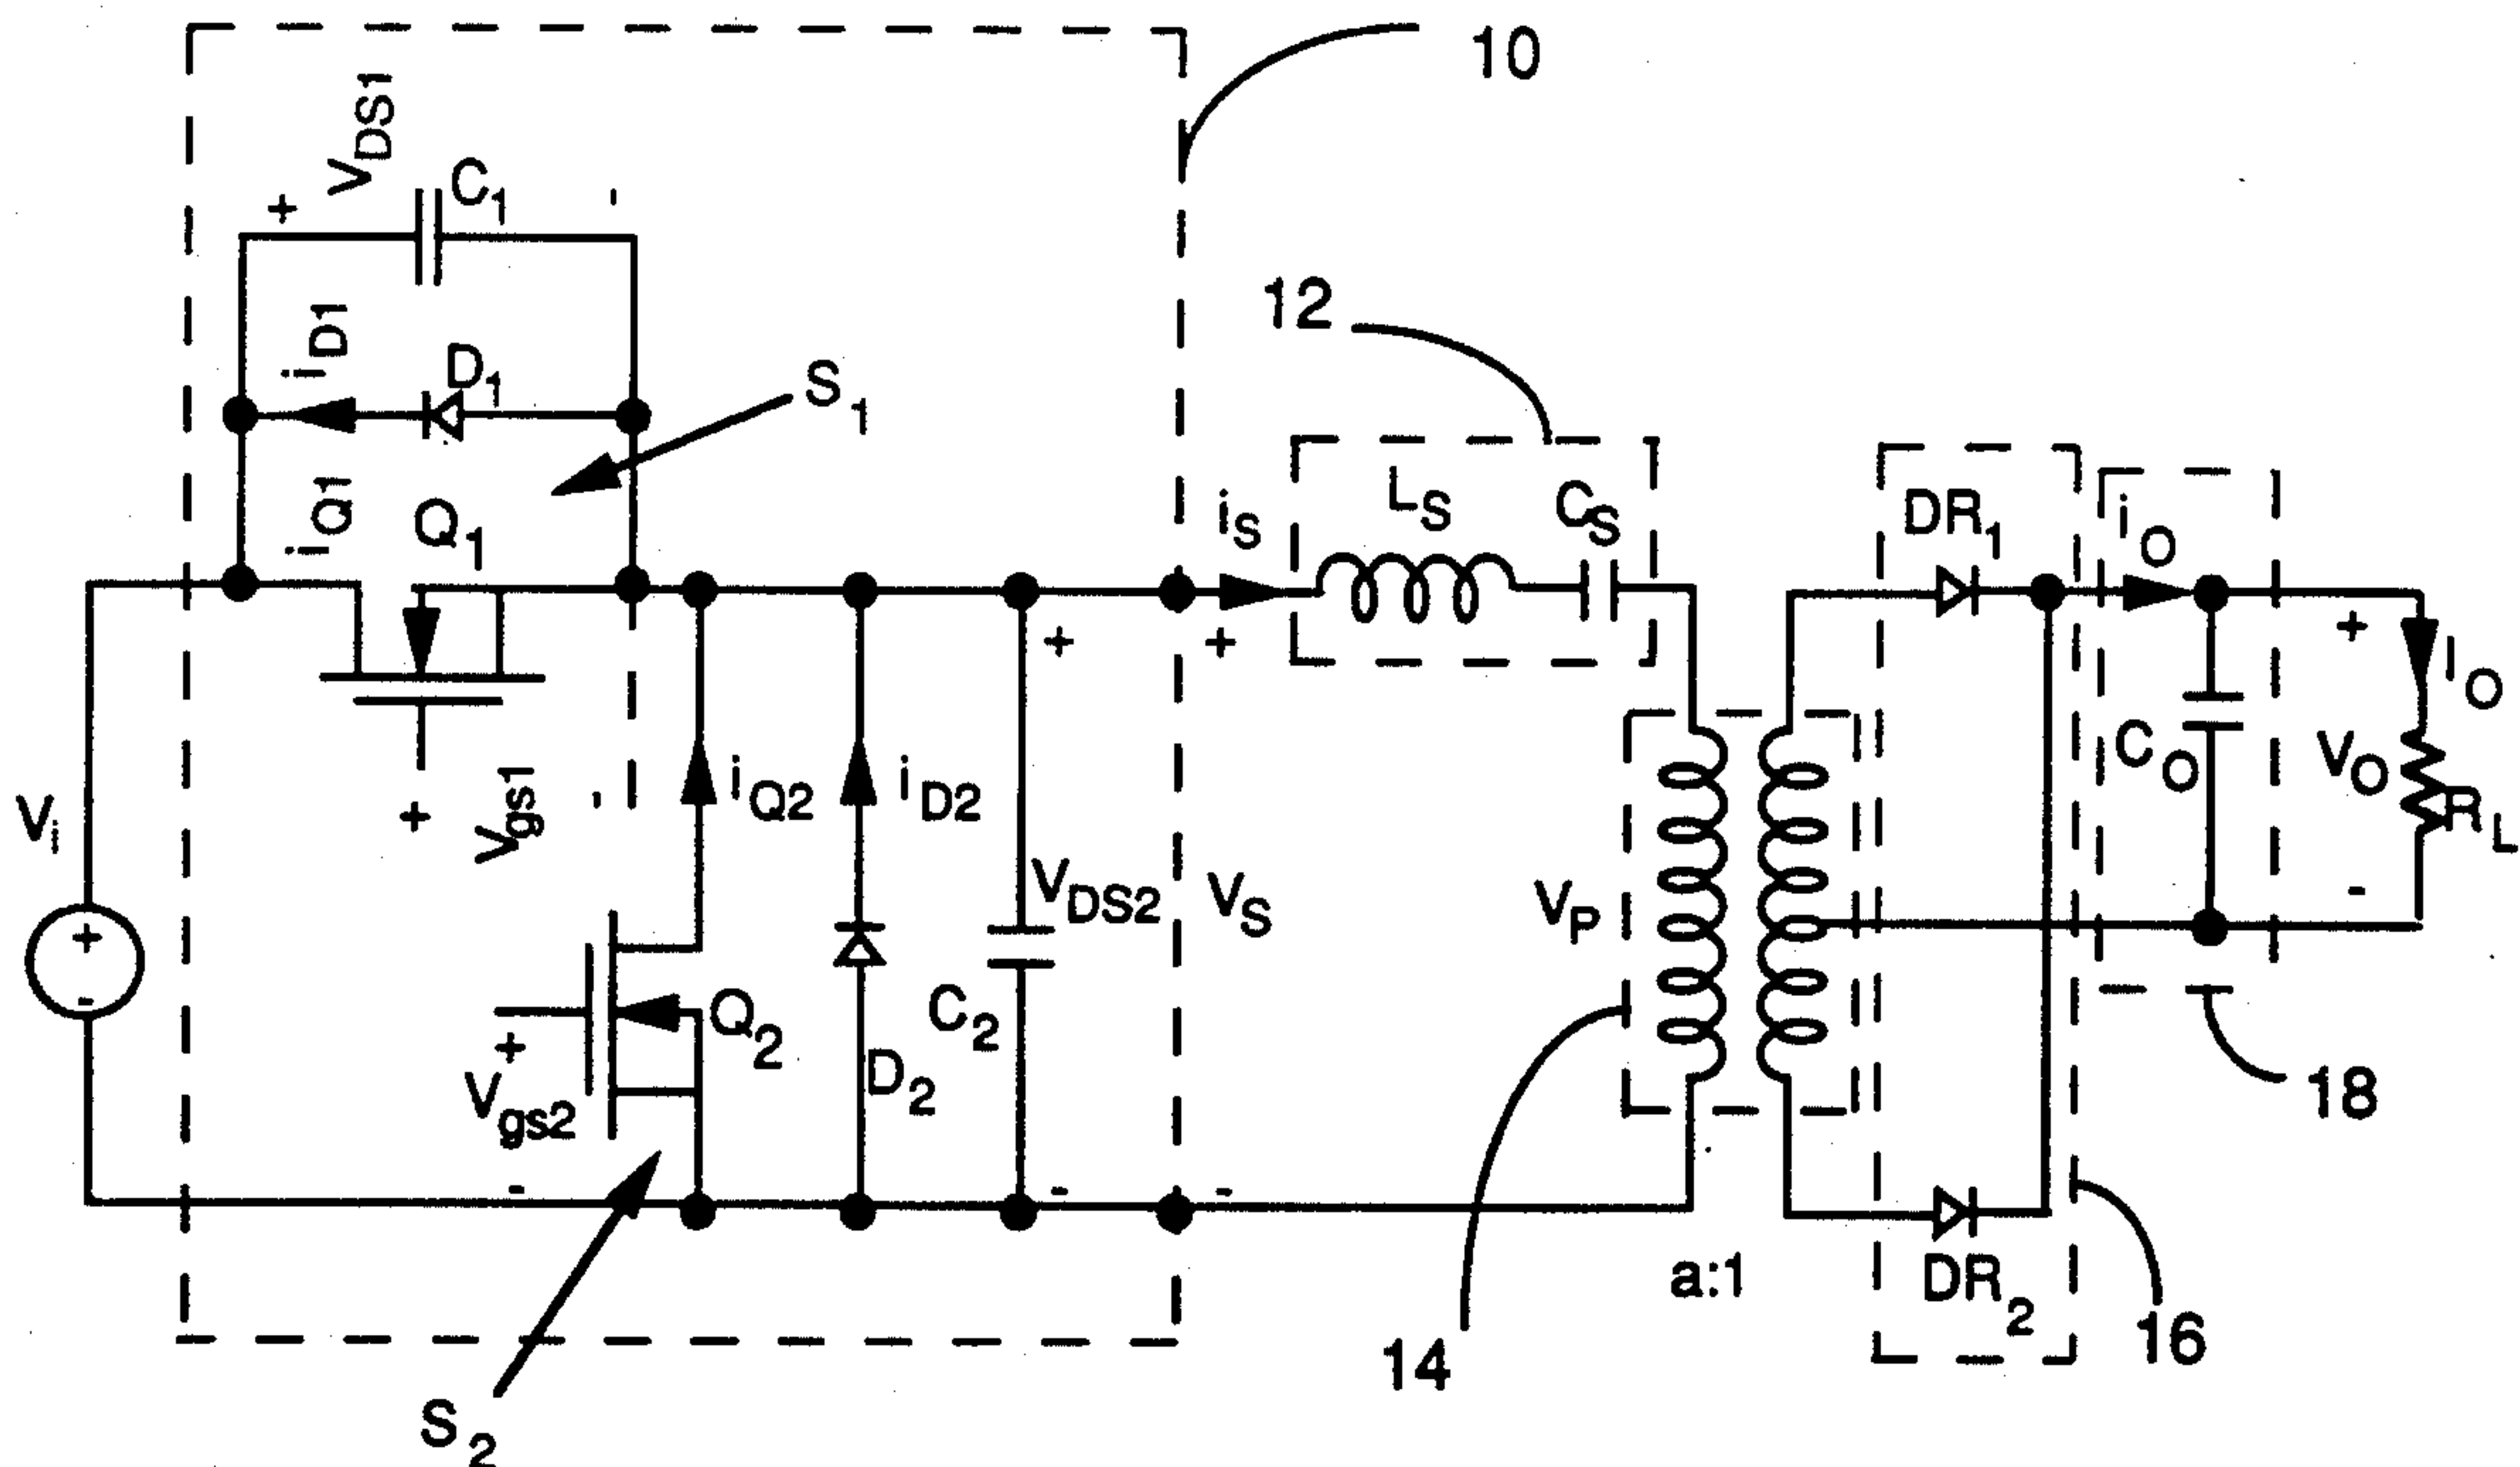 10
VDS1
+
C1
-
iD1
D1
S1
12
iQ1
Q1
iS
LS
CS
DR1
iO
+
+
+
IO
Vi
+
Vgs1
-
iQ2
iD2
VDS2
VS
VP
CO
VO
RL
+
-
-
Q2
C2
D2
+
Vgs2
-
-
-
18
a:1
DR2
14
16
S2